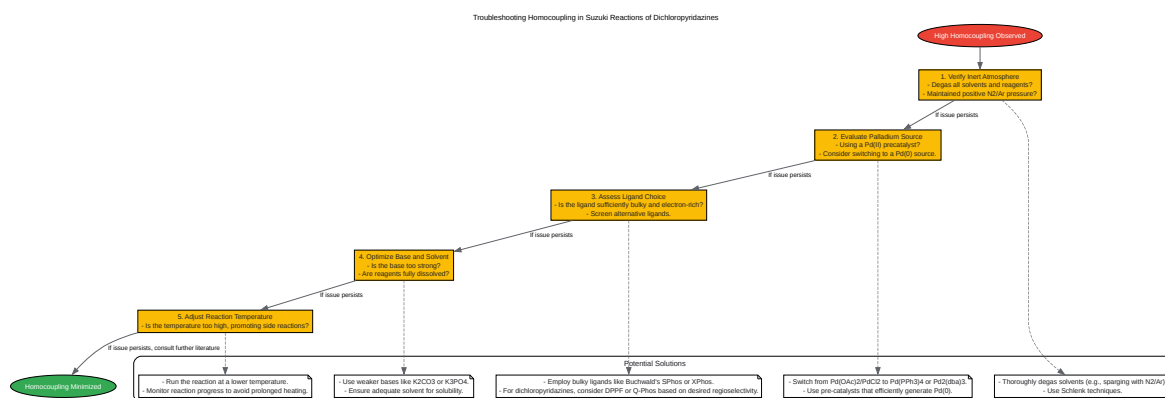 Troubleshooting Homocoupling in Suzuki Reactions of Dichloropyridazines
High Homocoupling Observed
1. Verify Inert Atmosphere
- Degas all solvents and reagents?
- Maintained positive N2/Ar pressure?
If issue persists
2. Evaluate Palladium Source
- Using a Pd(II) precatalyst?
- Consider switching to a Pd(0) source.
If issue persists
3. Assess Ligand Choice
- Is the ligand sufficiently bulky and electron-rich?
- Screen alternative ligands.
If issue persists
4. Optimize Base and Solvent
- Is the base too strong?
- Are reagents fully dissolved?
If issue persists
5. Adjust Reaction Temperature
- Is the temperature too high, promoting side reactions?
If issue persists, consult further literature
Homocoupling Minimized
Potential Solutions
- Run the reaction at a lower temperature.
- Monitor reaction progress to avoid prolonged heating.
- Use weaker bases like K2CO3 or K3PO4.
- Ensure adequate solvent for solubility.
- Employ bulky ligands like Buchwald's SPhos or XPhos.
- For dichloropyridazines, consider DPPF or Q-Phos based on desired regioselectivity.
- Switch from Pd(OAc)2/PdCl2 to Pd(PPh3)4 or Pd2(dba)3.
- Use pre-catalysts that efficiently generate Pd(0).
- Thoroughly degas solvents (e.g., sparging with N2/Ar)
- Use Schlenk techniques.